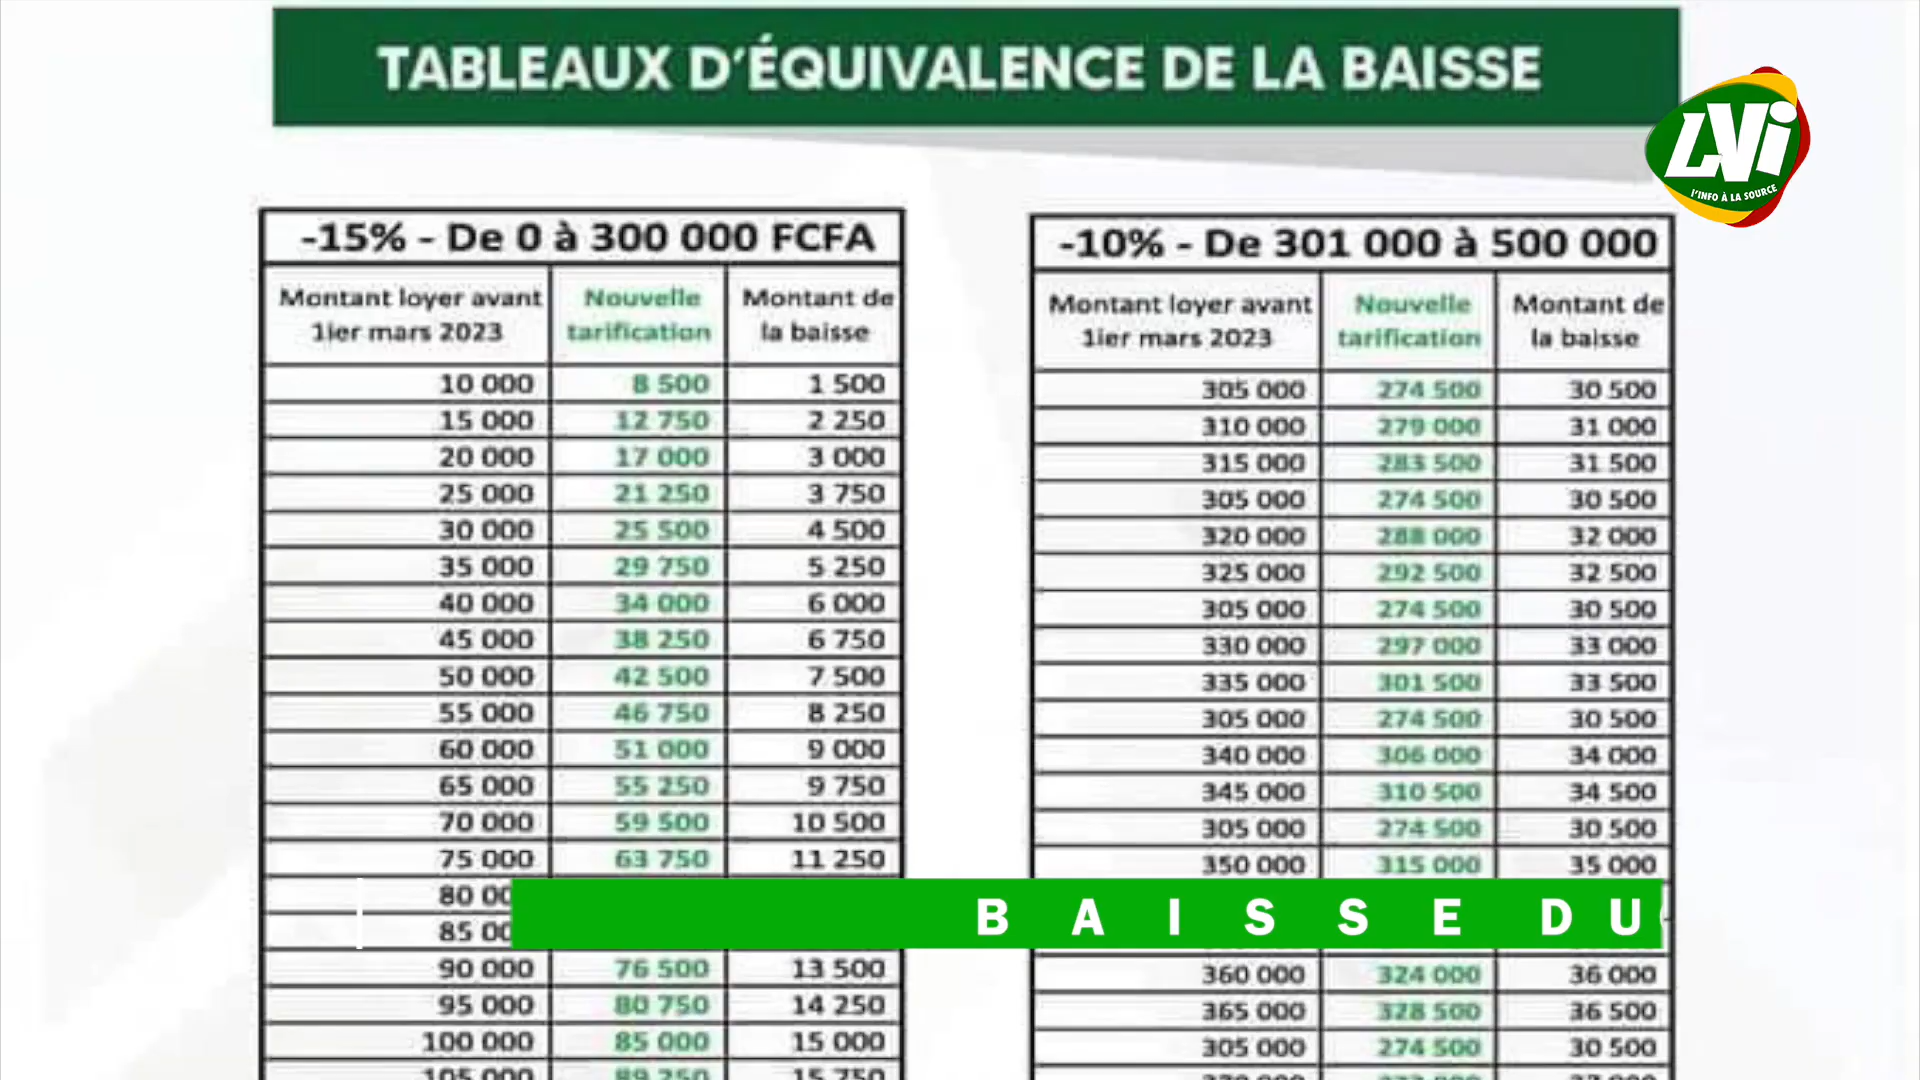 TABLEAUX D'ÉQUIVALENCE DE LA BAISSE
LVi
l'INFO À LA SOURCE
-15% - De 0 à 300 000 FCFA
Montant loyer avant Nouvelle Montant de
1ier mars 2023 tarification la baisse
10 000 8 500 1 500
15 000 12 750 2 250
20 000 17 000 3 000
25 000 21 250 3 750
30 000 25 500 4 500
35 000 29 750 5 250
40 000 34 000 6 000
45 000 38 250 6 750
50 000 42 500 7 500
55 000 46 750 8 250
60 000 51 000 9 000
65 000 55 250 9 750
70 000 59 500 10 500
75 000 63 750 11 250
80 00
85 00
90 000 76 500 13 500
95 000 80 750 14 250
100 000 85 000 15 000
105 000 89 250 15 750
-10% - De 301 000 à 500 000
Montant loyer avant Nouvelle Montant de
1ier mars 2023 tarification la baisse
305 000 274 500 30 500
310 000 279 000 31 000
315 000 283 500 31 500
305 000 274 500 30 500
320 000 288 000 32 000
325 000 292 500 32 500
305 000 274 500 30 500
330 000 297 000 33 000
335 000 301 500 33 500
305 000 274 500 30 500
340 000 306 000 34 000
345 000 310 500 34 500
305 000 274 500 30 500
350 000 315 000 35 000
360 000 324 000 36 000
365 000 328 500 36 500
305 000 274 500 30 500
BAISSE DU